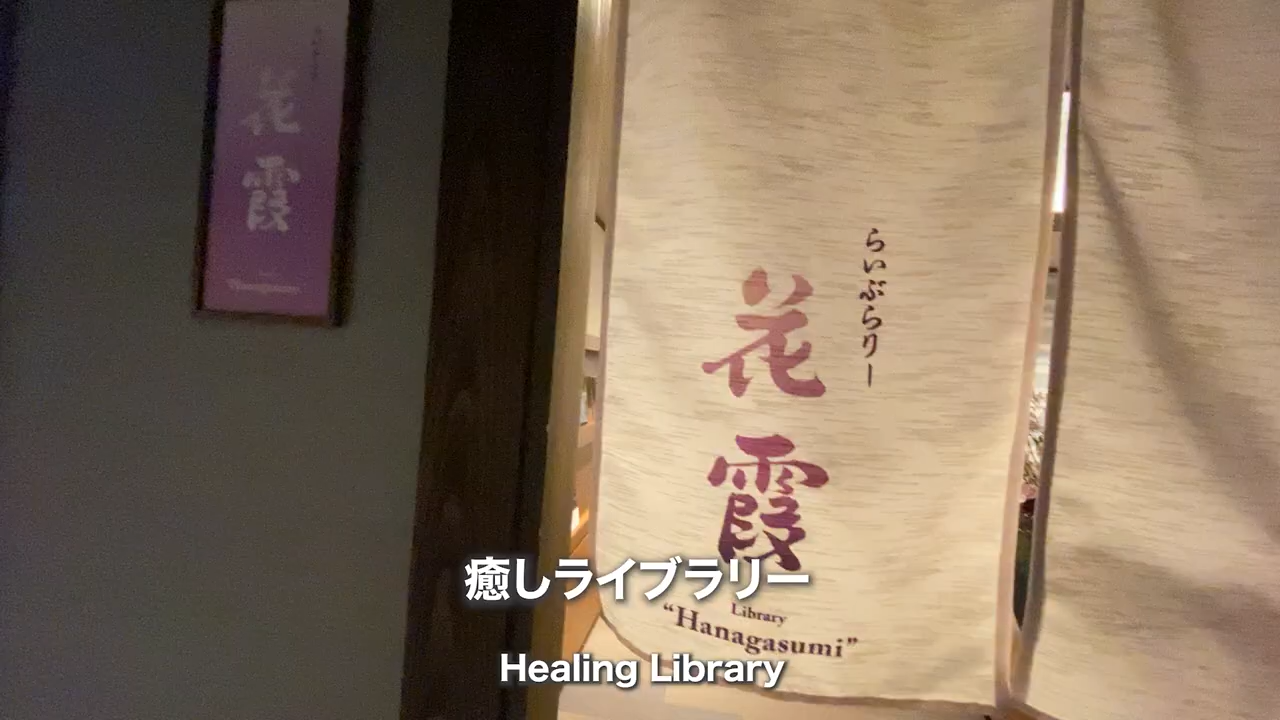 花霞
らいぶらりー
花霞
Library
“Hanagasumi”
癒しライブラリー
Healing Library